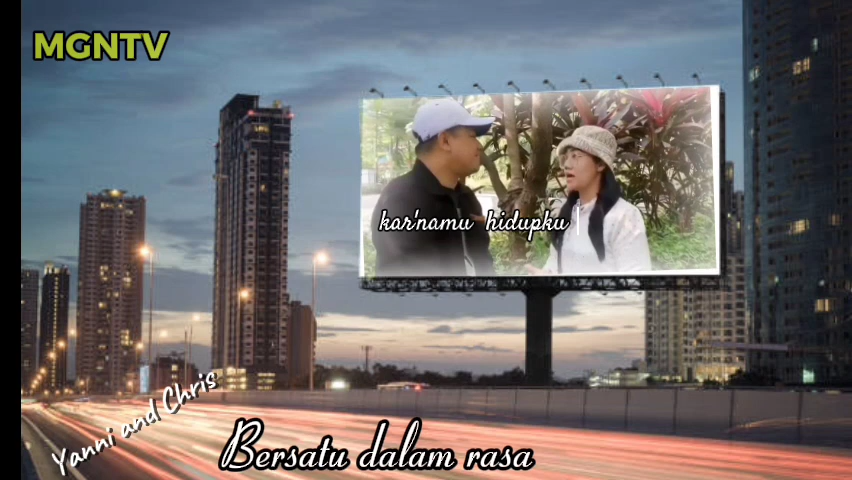 MGNTV
kar'namu hidupku
Yanni and Chris
Bersatu dalam rasa